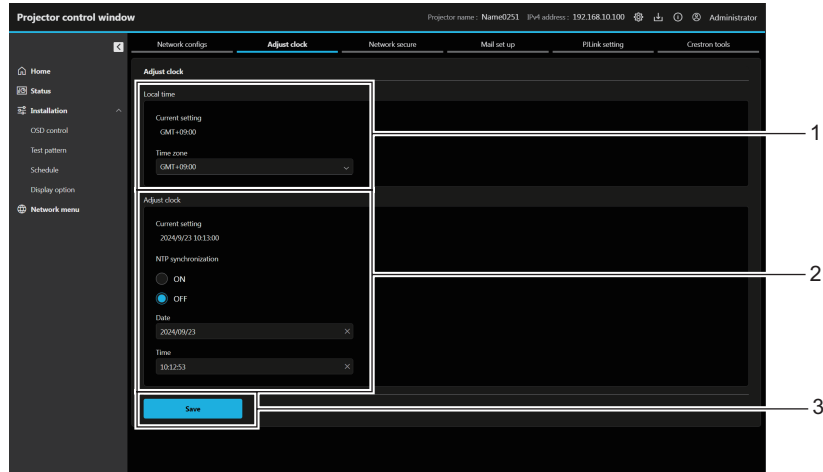 Projector control window
Projector name : Name0251 IPv4 address : 192.168.10.100 Administrator
Network configs Adjust clock Network secure Mail set up PJLink setting Crestron tools
Home
Status
Installation
OSD control
Test pattern
Schedule
Display option
Network menu
Adjust clock
Local time
Current setting
GMT+09:00
Time zone
GMT+09:00
1
Adjust clock
Current setting
2024/9/23 10:13:00
NTP synchronization
ON
OFF
Date
2024/09/23
Time
10:12:53
2
Save
3